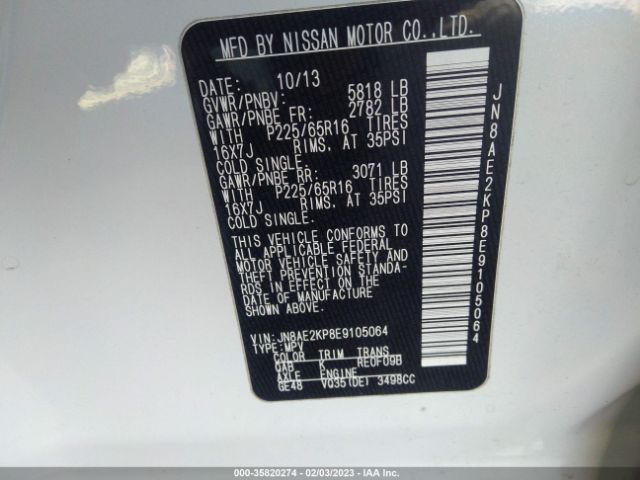 MFD BY NISSAN MOTOR CO.,LTD.
DATE: 10/13
GVWR/PNBV: 5818 LB
GAWR/PNBE FR: 2782 LB
WITH P225/65R16 TIRES
16X7J RIMS, AT 35PSI
COLD SINGLE.
GAWR/PNBE RR: 3071 LB
WITH P225/65R16 TIRES
16X7J RIMS, AT 35PSI
COLD SINGLE.
THIS VEHICLE CONFORMS TO
ALL APPLICABLE FEDERAL
MOTOR VEHICLE SAFETY AND
THEFT PREVENTION STANDA-
RDS IN EFFECT ON THE
DATE OF MANUFACTURE
SHOWN ABOVE.
VIN: JN8AE2KP8E9105064
TYPE: MPV
COLOR TRIM TRANS
QAB K RE0F09B
AXLE ENGINE
GE48 VQ35(DE) 3498CC
JN8AE2KP8E9105064
000-35820274 - 02/03/2023 - IAA Inc.